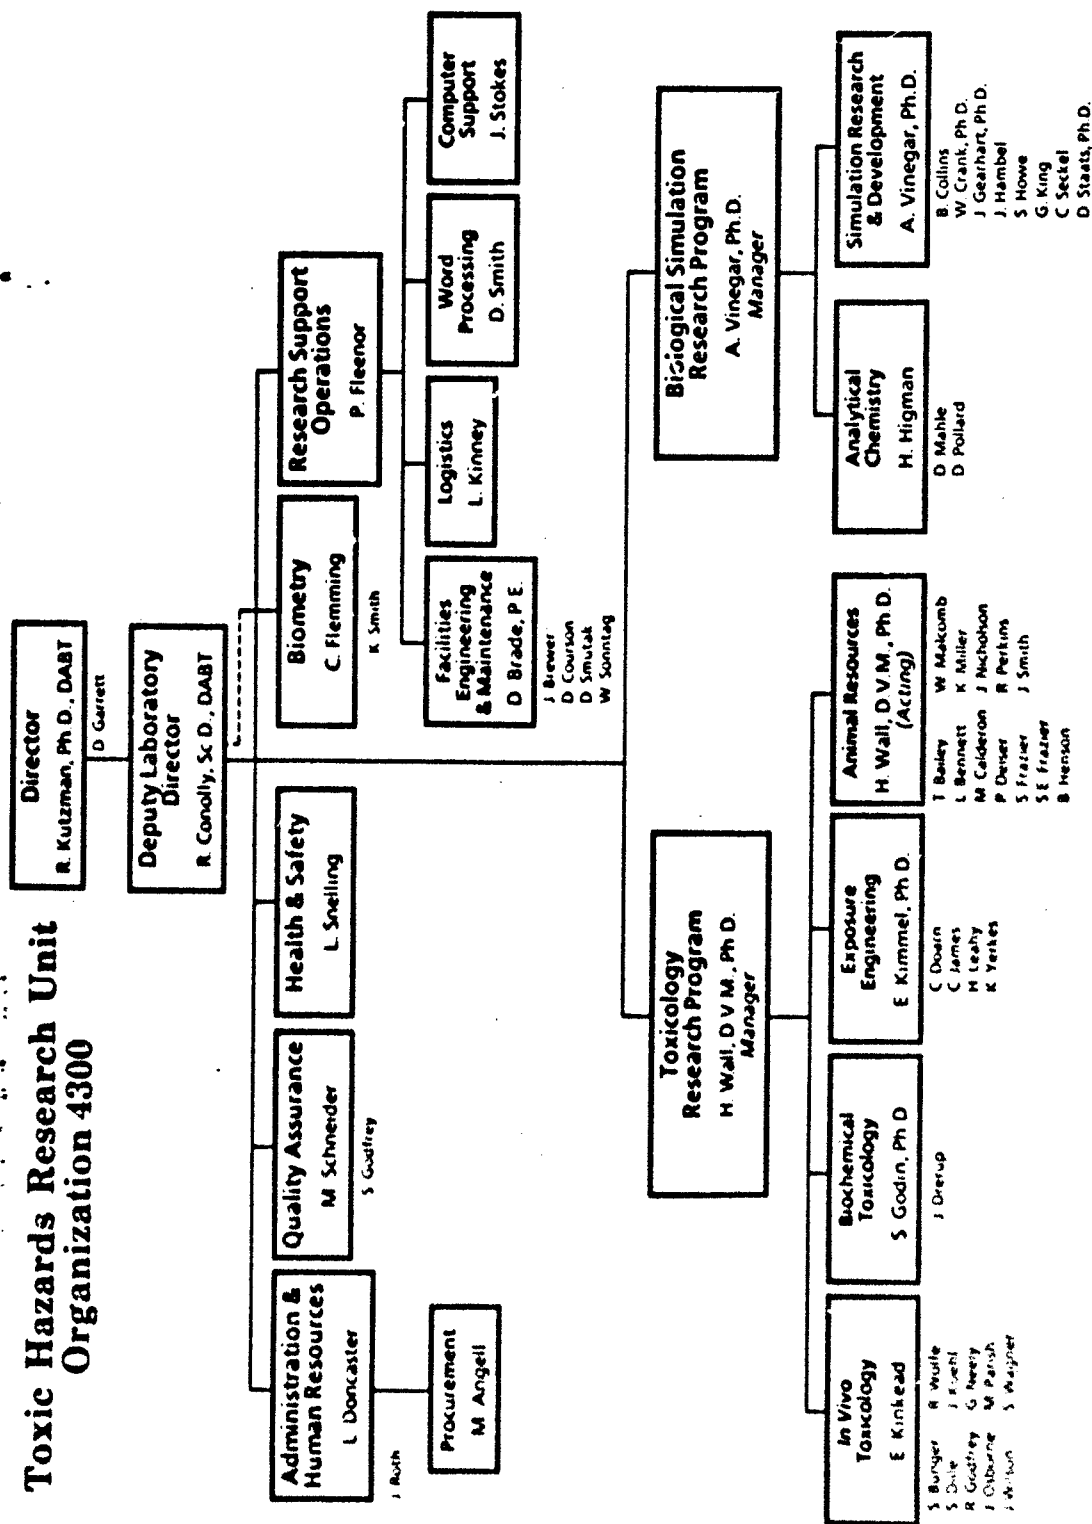 Toxic Hazards Research Unit
Organization 4300
Director
R. Kutzman, Ph D., DABT
D Garrett
Deputy Laboratory
Director
R. Conolly, Sc D., DABT
Administration &
Human Resources
L Doncaster
J Roth
Procurement
M Angell
Quality Assurance
M Schneider
S Godfrey
Health & Safety
L Snelling
Biometry
C. Flemming
K Smith
Research Support
Operations
P. Fleenor
Facilities
Engineering
& Maintenance
D Brade, P E.
J Brewer
D Courson
D Smutak
W Sonntag
Logistics
L. Kinney
Word
Processing
D. Smith
Computer
Support
J. Stokes
Toxicology
Research Program
H. Wall, D V M., Ph D.
Manager
In Vivo
Toxicology
E Kinkead
S Bunger R Wolfe
S
R Godfrey G
J Osborne M Parish
S Wagner
Biochemical
Toxicology
S Godin, Ph D
J Drerup
Exposure
Engineering
E Kimmel, Ph D.
C Doarn
C James
H Leahy
K Yerkes
Animal Resources
H. Wall, D V.M., Ph D.
(Acting)
T Bailey W Malcomb
L Bennett K Miller
M Calderon J Nicholson
P Deiser R Perkins
S Frazier J Smith
S E Frazier
B Henson
Biological Simulation
Research Program
A. Vinegar, Ph.D.
Manager
Analytical
Chemistry
H. Higman
D Mahle
D Pollard
Simulation Research
& Development
A. Vinegar, Ph.D.
B. Collins
W Crank, Ph D.
J Gearhart, Ph D.
J. Hambel
S Howe
G. King
C Seckel
D Staats, Ph.D.